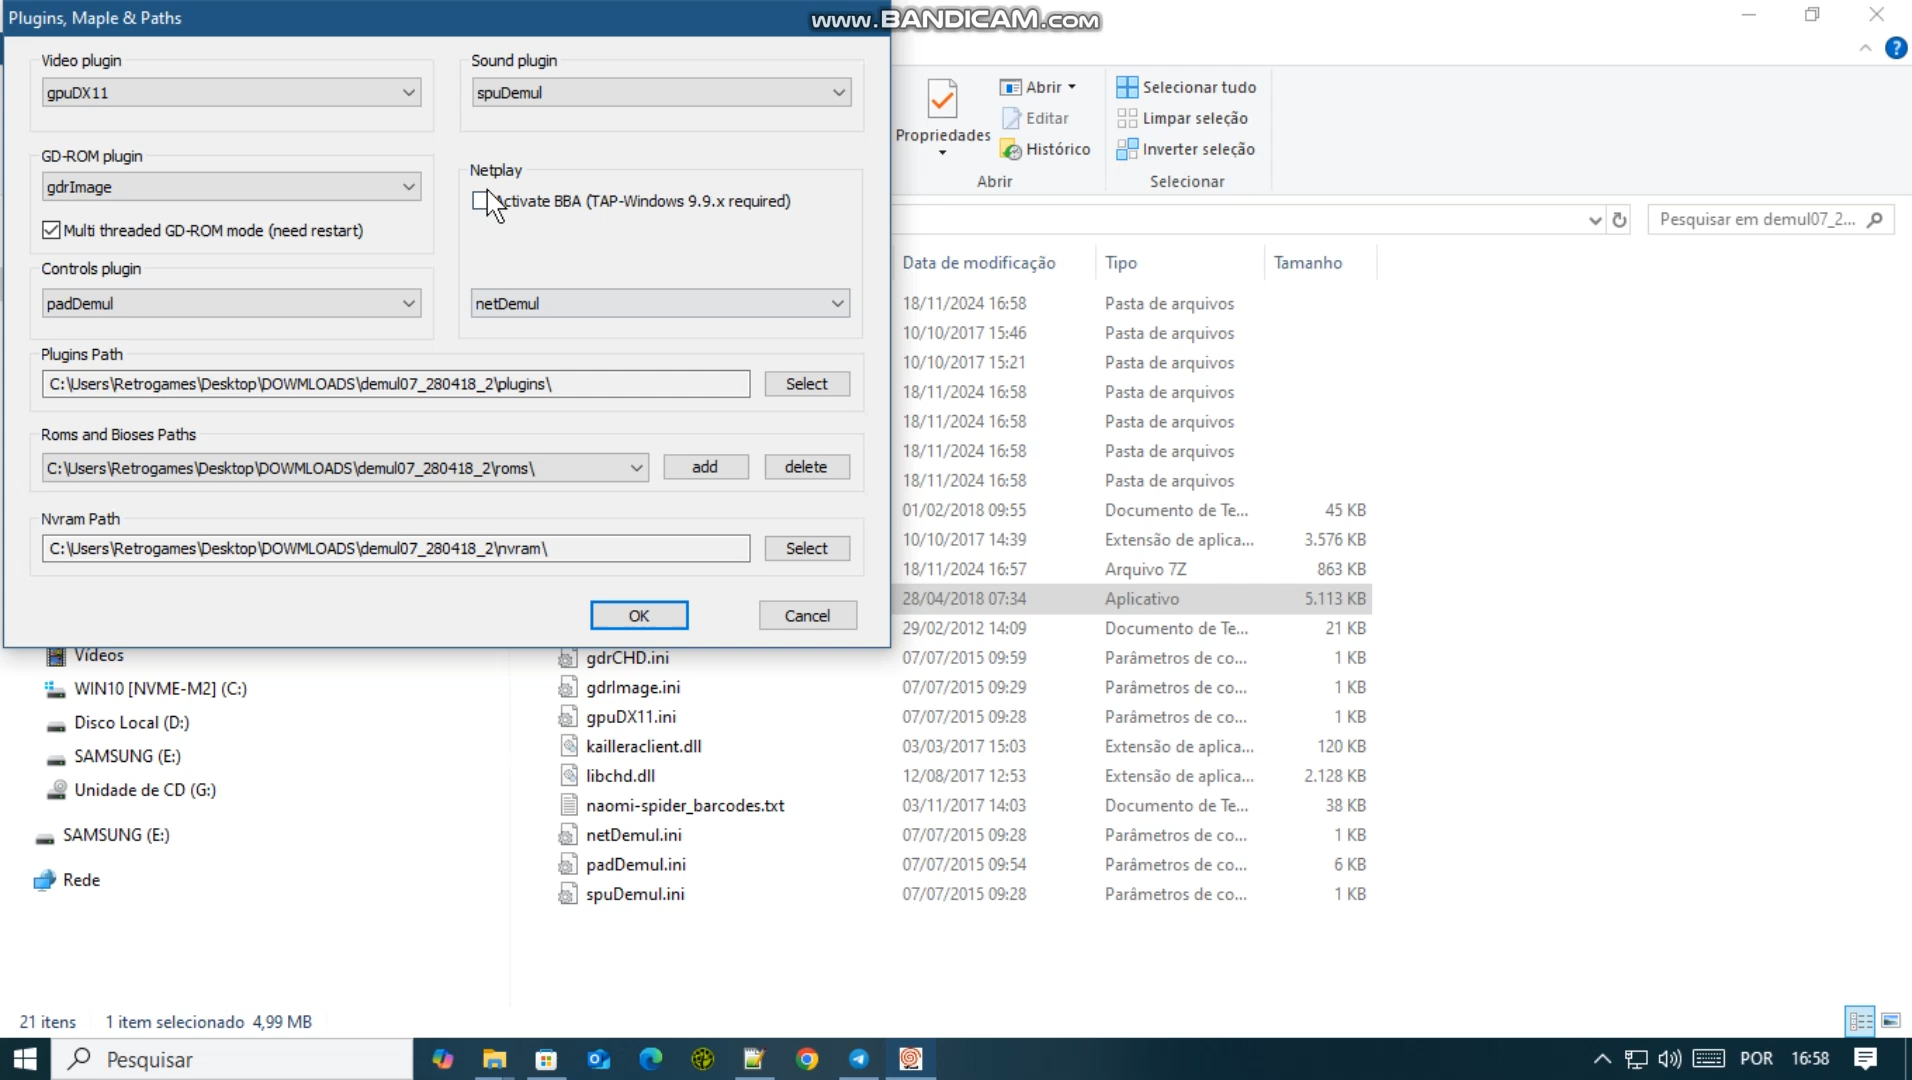 Plugins, Maple & Paths
www.BANDICAM.com
Video plugin
gpuDX11
Sound plugin
spuDemul
GD-ROM plugin
gdrImage
Multi threaded GD-ROM mode (need restart)
Netplay
ctivate BBA (TAP-Windows 9.9.x required)
Controls plugin
padDemul
netDemul
Plugins Path
C:\Users\Retrogames\Desktop\DOWMLOADS\demul07_280418_2\plugins\
Select
Roms and Bioses Paths
C:\Users\Retrogames\Desktop\DOWMLOADS\demul07_280418_2\roms\
add
delete
Nvram Path
C:\Users\Retrogames\Desktop\DOWMLOADS\demul07_280418_2\nvram\
Select
OK
Cancel
Propriedades
Abrir
Editar
Histórico
Abrir
Selecionar tudo
Limpar seleção
Inverter seleção
Selecionar
Pesquisar em demul07_2...
Data de modificação Tipo Tamanho
18/11/2024 16:58 Pasta de arquivos
10/10/2017 15:46 Pasta de arquivos
10/10/2017 15:21 Pasta de arquivos
18/11/2024 16:58 Pasta de arquivos
18/11/2024 16:58 Pasta de arquivos
18/11/2024 16:58 Pasta de arquivos
18/11/2024 16:58 Pasta de arquivos
01/02/2018 09:55 Documento de Te... 45 KB
10/10/2017 14:39 Extensão de aplica... 3.576 KB
18/11/2024 16:57 Arquivo 7Z 863 KB
28/04/2018 07:34 Aplicativo 5.113 KB
29/02/2012 14:09 Documento de Te... 21 KB
gdrCHD.ini 07/07/2015 09:59 Parâmetros de co... 1 KB
gdrImage.ini 07/07/2015 09:29 Parâmetros de co... 1 KB
gpuDX11.ini 07/07/2015 09:28 Parâmetros de co... 1 KB
kailleraclient.dll 03/03/2017 15:03 Extensão de aplica... 120 KB
libchd.dll 12/08/2017 12:53 Extensão de aplica... 2.128 KB
naomi-spider_barcodes.txt 03/11/2017 14:03 Documento de Te... 38 KB
netDemul.ini 07/07/2015 09:28 Parâmetros de co... 1 KB
padDemul.ini 07/07/2015 09:54 Parâmetros de co... 6 KB
spuDemul.ini 07/07/2015 09:28 Parâmetros de co... 1 KB
Vídeos
WIN10 [NVME-M2] (C:)
Disco Local (D:)
SAMSUNG (E:)
Unidade de CD (G:)
SAMSUNG (E:)
Rede
21 itens 1 item selecionado 4,99 MB
Pesquisar
POR 16:58